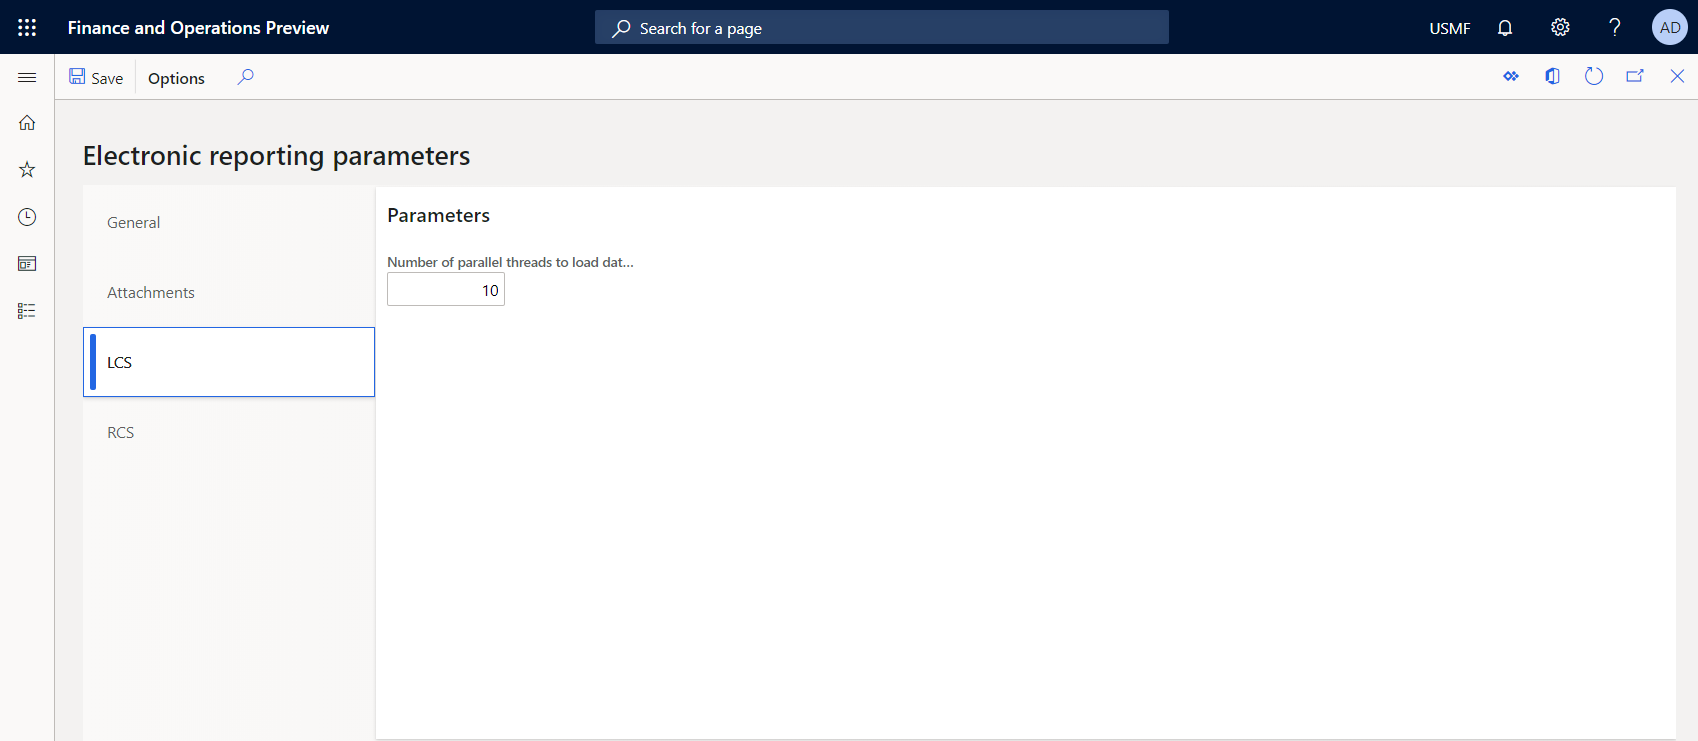 Finance and Operations Preview
Search for a page
USMF
AD
Save
Options
Electronic reporting parameters
General
Attachments
LCS
RCS
Parameters
Number of parallel threads to load dat...
10